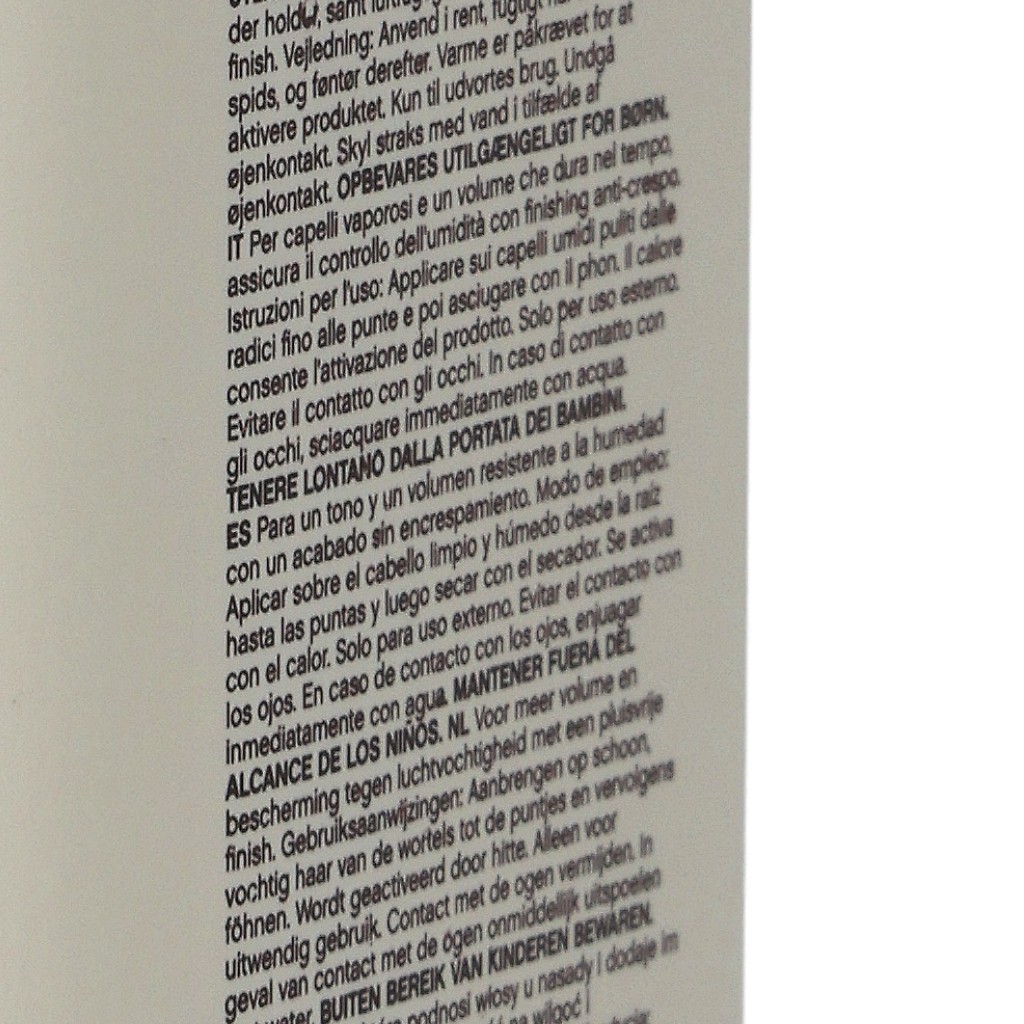 der holder, samt
finish. Vejledning: Anvend i rent, fugtigt
spids, og føntør derefter. Varme er påkrævet for at
aktivere produktet. Kun til udvortes brug. Undgå
øjenkontakt. Skyl straks med vand i tilfælde af
øjenkontakt. OPBEVARES UTILGÆNGELIGT FOR BØRN.
IT Per capelli vaporosi e un volume che dura nel tempo,
assicura il controllo dell'umidità con finishing anti-crespo.
Istruzioni per l'uso: Applicare sui capelli umidi puliti dalle
radici fino alle punte e poi asciugare con il phon. Il calore
consente l'attivazione del prodotto. Solo per uso esterno.
Evitare il contatto con gli occhi. In caso di contatto con
gli occhi, sciacquare immediatamente con acqua.
TENERE LONTANO DALLA PORTATA DEI BAMBINI.
ES Para un tono y un volumen resistente a la humedad
con un acabado sin encrespamiento. Modo de empleo:
Aplicar sobre el cabello limpio y húmedo desde la raíz
hasta las puntas y luego secar con el secador. Se activa
con el calor. Solo para uso externo. Evitar el contacto con
los ojos. En caso de contacto con los ojos, enjuagar
inmediatamente con agua. MANTENER FUERA DEL
ALCANCE DE LOS NIÑOS. NL Voor meer volume en
bescherming tegen luchtvochtigheid met een pluisvrije
finish. Gebruiksaanwijzingen: Aanbrengen op schoon,
vochtig haar van de wortels tot de puntjes en vervolgens
föhnen. Wordt geactiveerd door hitte. Alleen voor
uitwendig gebruik. Contact met de ogen vermijden. In
geval van contact met de ogen onmiddellijk uitspoelen
water. BUITEN BEREIK VAN KINDEREN BEWAREN.
podnosi włosy u nasady i dodaje im
na wilgoć i